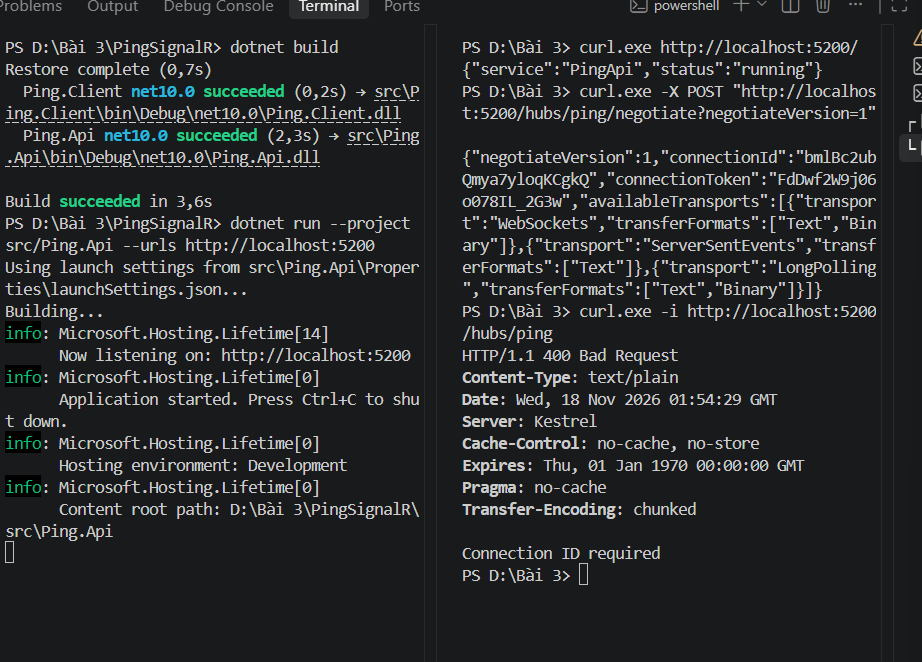 Problems Output Debug Console Terminal Ports powershell
PS D:\Bài 3\PingSignalR> dotnet build
Restore complete (0,7s)
  Ping.Client net10.0 succeeded (0,2s) → src\P
ing.Client\bin\Debug\net10.0\Ping.Client.dll
  Ping.Api net10.0 succeeded (2,3s) → src\Ping
.Api\bin\Debug\net10.0\Ping.Api.dll

Build succeeded in 3,6s
PS D:\Bài 3\PingSignalR> dotnet run --project
src/Ping.Api --urls http://localhost:5200
Using launch settings from src\Ping.Api\Proper
ties\launchSettings.json...
Building...
info: Microsoft.Hosting.Lifetime[14]
      Now listening on: http://localhost:5200
info: Microsoft.Hosting.Lifetime[0]
      Application started. Press Ctrl+C to shu
t down.
info: Microsoft.Hosting.Lifetime[0]
      Hosting environment: Development
info: Microsoft.Hosting.Lifetime[0]
      Content root path: D:\Bài 3\PingSignalR\
src\Ping.Api

PS D:\Bài 3> curl.exe http://localhost:5200/
{"service":"PingApi","status":"running"}
PS D:\Bài 3> curl.exe -X POST "http://localhos
t:5200/hubs/ping/negotiate?negotiateVersion=1"

{"negotiateVersion":1,"connectionId":"bmlBc2ub
Qmya7yloqKCgkQ","connectionToken":"FdDwf2W9j06
o078IL_2G3w","availableTransports":[{"transpor
t":"WebSockets","transferFormats":["Text","Bin
ary"]},{"transport":"ServerSentEvents","transf
erFormats":["Text"]},{"transport":"LongPolling
","transferFormats":["Text","Binary"]}]}
PS D:\Bài 3> curl.exe -i http://localhost:5200
/hubs/ping
HTTP/1.1 400 Bad Request
Content-Type: text/plain
Date: Wed, 18 Nov 2026 01:54:29 GMT
Server: Kestrel
Cache-Control: no-cache, no-store
Expires: Thu, 01 Jan 1970 00:00:00 GMT
Pragma: no-cache
Transfer-Encoding: chunked

Connection ID required
PS D:\Bài 3>